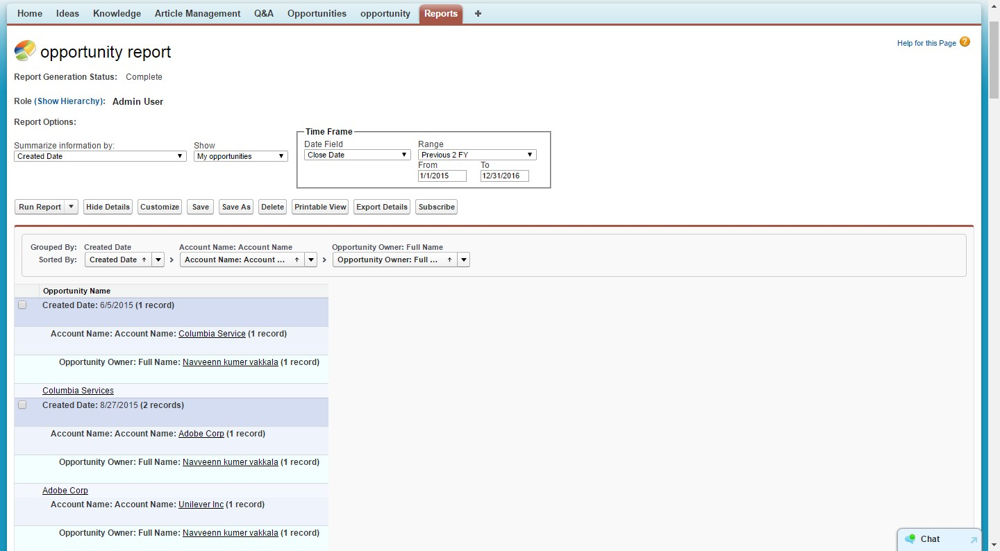 Home Ideas Knowledge Article Management Q&A Opportunities opportunity Reports +
opportunity report
Help for this Page ?
Report Generation Status: Complete
Role (Show Hierarchy): Admin User
Report Options:
Summarize information by:
Created Date
Show
My opportunities
Time Frame
Date Field
Close Date
Range
Previous 2 FY
From To
1/1/2015 12/31/2016
Run Report Hide Details Customize Save Save As Delete Printable View Export Details Subscribe
Grouped By: Created Date Account Name: Account Name Opportunity Owner: Full Name
Sorted By: Created Date ↑ > Account Name: Account ... ↑ > Opportunity Owner: Full ... ↑
Opportunity Name
Created Date: 6/5/2015 (1 record)
Account Name: Account Name: Columbia Service (1 record)
Opportunity Owner: Full Name: Navveenn kumer vakkala (1 record)
Columbia Services
Created Date: 8/27/2015 (2 records)
Account Name: Account Name: Adobe Corp (1 record)
Opportunity Owner: Full Name: Navveenn kumer vakkala (1 record)
Adobe Corp
Account Name: Account Name: Unilever Inc (1 record)
Opportunity Owner: Full Name: Navveenn kumer vakkala (1 record)
Chat